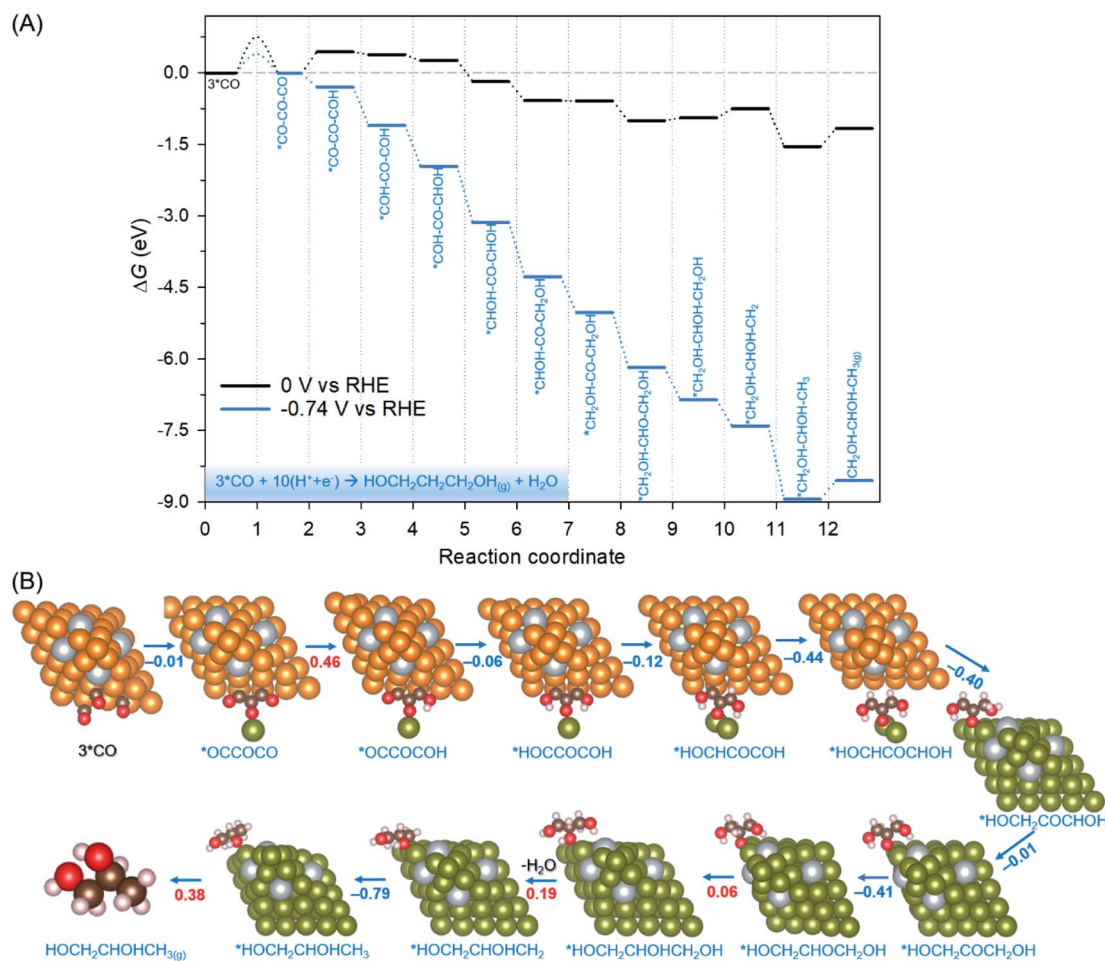 (A)
0.0
-1.5
-3.0
-4.5
-6.0
-7.5
-9.0
ΔG (eV)
3*CO
*CO-CO-CO
*CO-CO-COH
*COH-CO-COH
*COH-CO-CHOH
*CHOH-CO-CHOH
*CHOH-CO-CH₂OH
*CH₂OH-CO-CH₂OH
*CH₂OH-CHO-CH₂OH
*CH₂OH-CHOH-CH₂OH
*CH₂OH-CHOH-CH₂
*CH₂OH-CHOH-CH₃
CH₂OH-CHOH-CH₃₍g₎
0 V vs RHE
-0.74 V vs RHE
3*CO + 10(H⁺+e⁻) → HOCH₂CH₂CH₂OH₍g₎ + H₂O
0 1 2 3 4 5 6 7 8 9 10 11 12
Reaction coordinate
(B)
−0.01 0.46 −0.06 −0.12 −0.44 −0.40
3*CO *OCCOCO *OCCOCOH *HOCCOCOH *HOCHCOCOH *HOCHCOCHOH
*HOCH₂COCHOH
−0.01
-H₂O
0.38 −0.79 0.19 0.06 −0.41
HOCH₂CHOHCH₃₍g₎ *HOCH₂CHOHCH₃ *HOCH₂CHOHCH₂ *HOCH₂CHOHCH₂OH *HOCH₂CHOCH₂OH *HOCH₂COCH₂OH